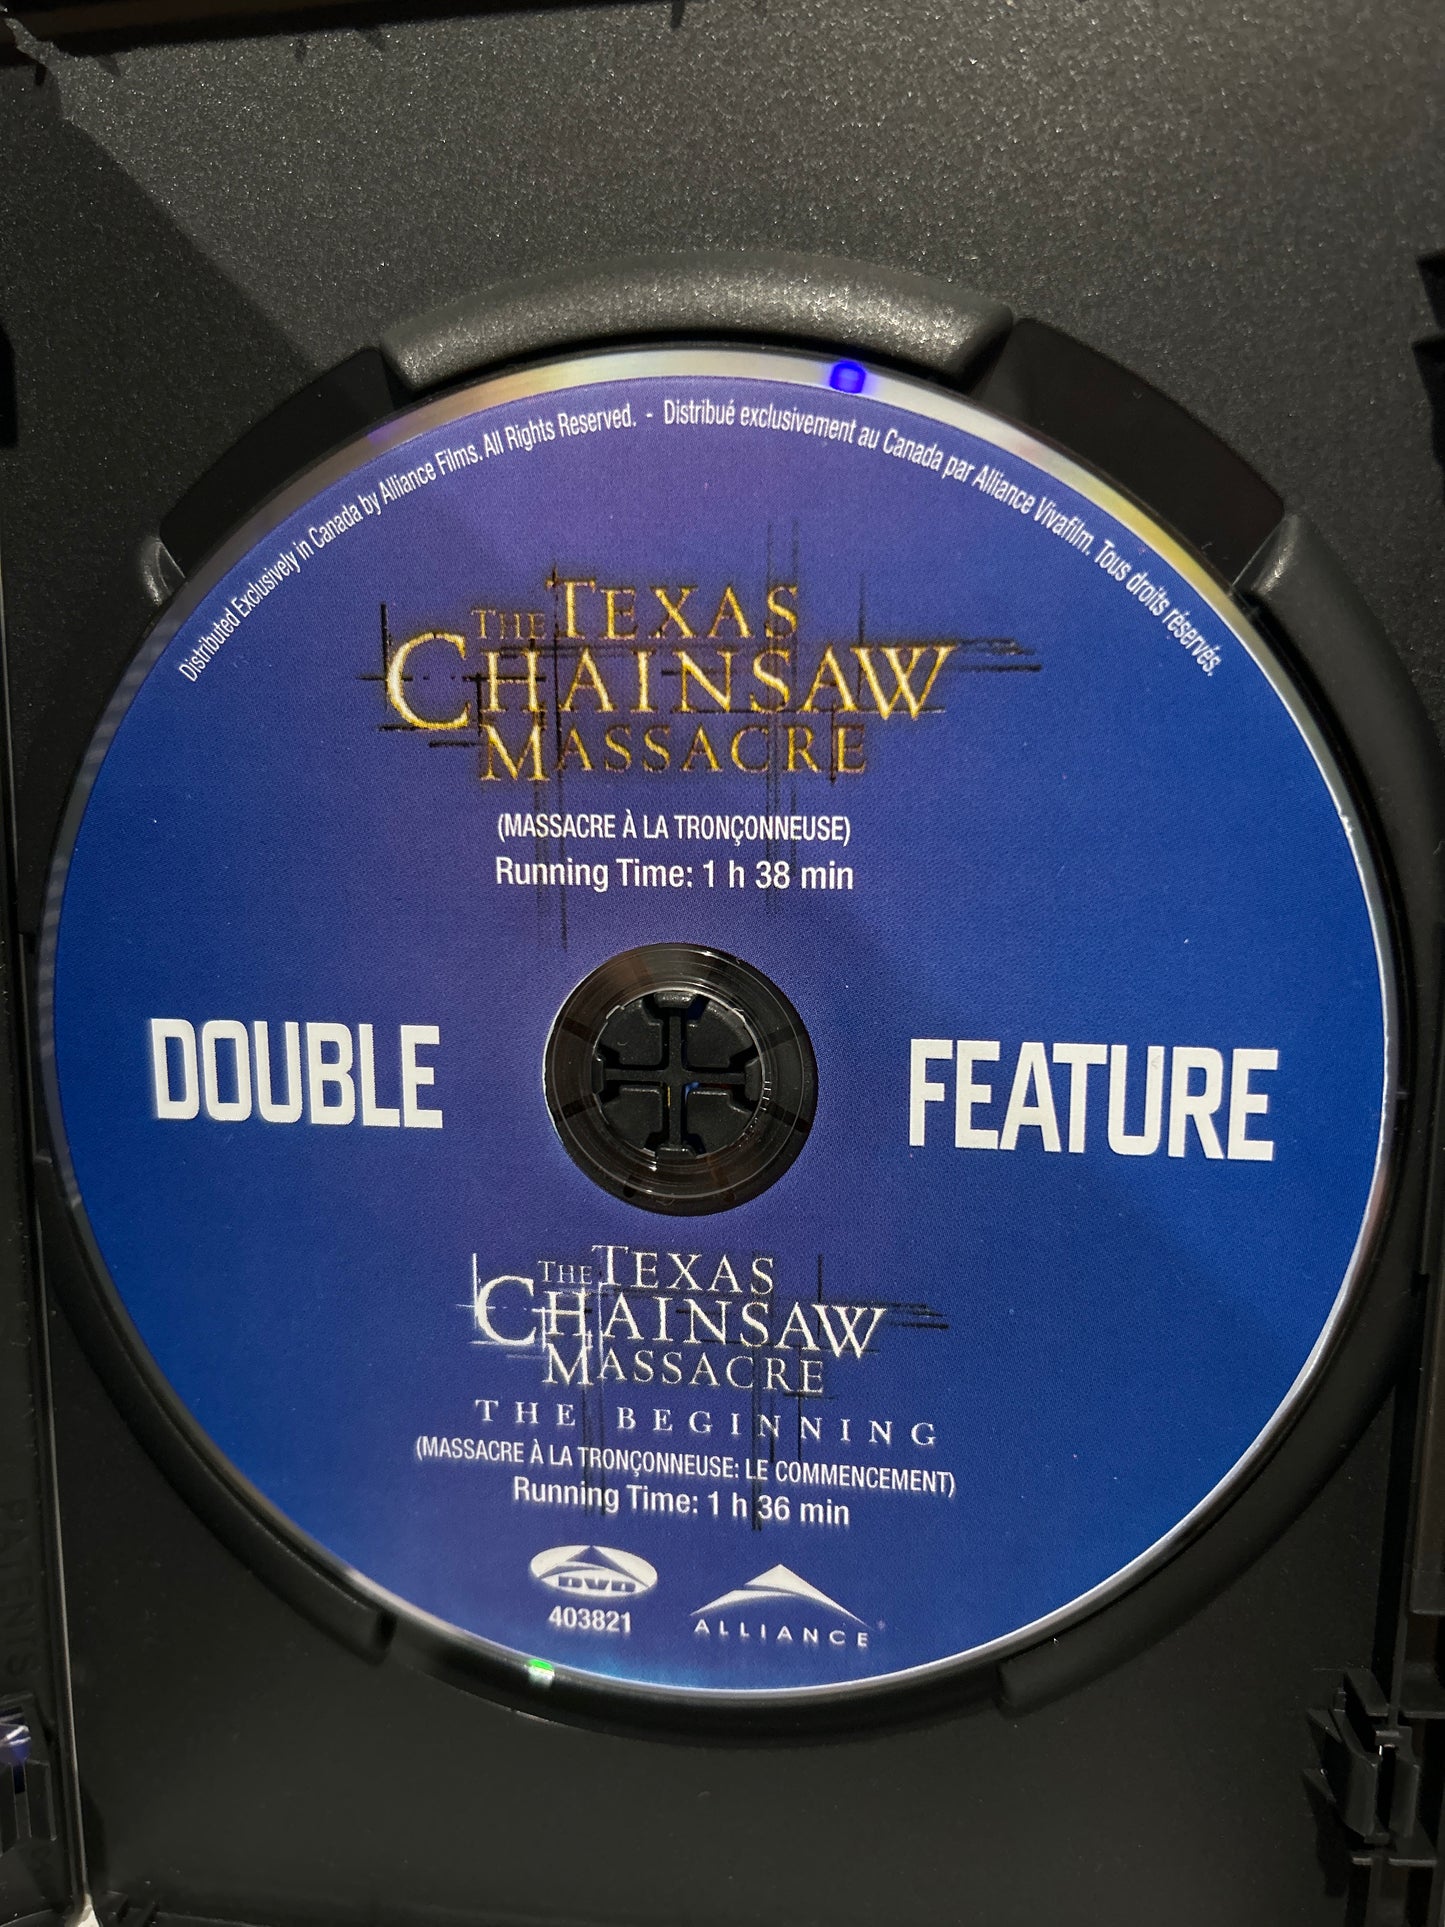 Distributed Exclusively in Canada by Alliance Films. All Rights Reserved. - Distribué exclusivement au Canada par Alliance Vivafilm. Tous droits réservés.
THE TEXAS
CHAINSAW
MASSACRE
(MASSACRE À LA TRONÇONNEUSE)
Running Time: 1 h 38 min
DOUBLE FEATURE
THE TEXAS
CHAINSAW
MASSACRE
THE BEGINNING
(MASSACRE À LA TRONÇONNEUSE: LE COMMENCEMENT)
Running Time: 1 h 36 min
DVD
403821
ALLIANCE
PATENTS